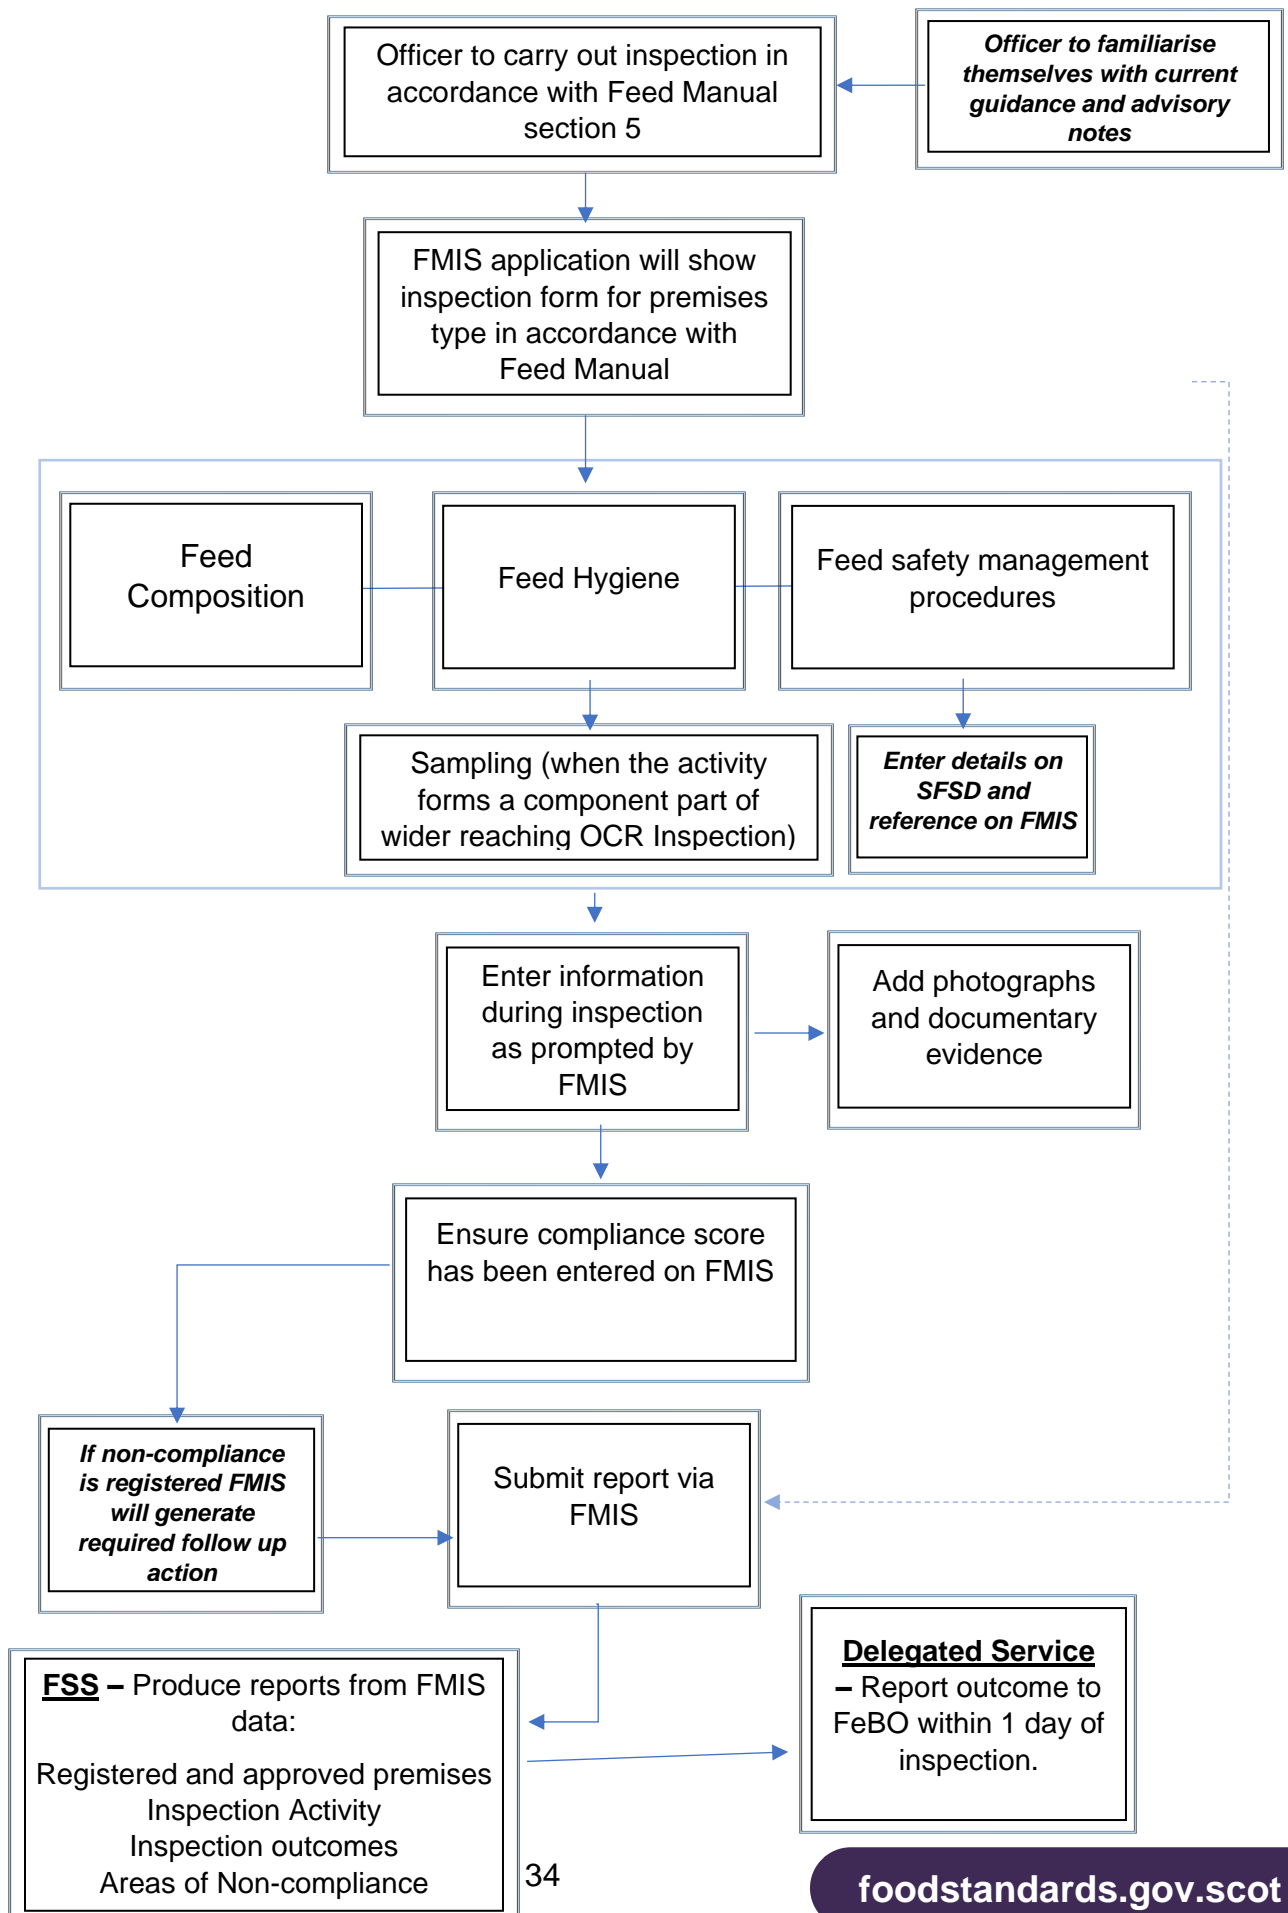 Officer to carry out inspection in
accordance with Feed Manual
section 5
Officer to familiarise
themselves with current
guidance and advisory
notes
FMIS application will show
inspection form for premises
type in accordance with
Feed Manual
Feed
Composition
Feed Hygiene
Feed safety management
procedures
Sampling (when the activity
forms a component part of
wider reaching OCR Inspection)
Enter details on
SFSD and
reference on FMIS
Enter information
during inspection
as prompted by
FMIS
Add photographs
and documentary
evidence
Ensure compliance score
has been entered on FMIS
If non-compliance
is registered FMIS
will generate
required follow up
action
Submit report via
FMIS
FSS – Produce reports from FMIS
data:
Registered and approved premises
Inspection Activity
Inspection outcomes
Areas of Non-compliance
Delegated Service
– Report outcome to
FeBO within 1 day of
inspection.
34
foodstandards.gov.scot